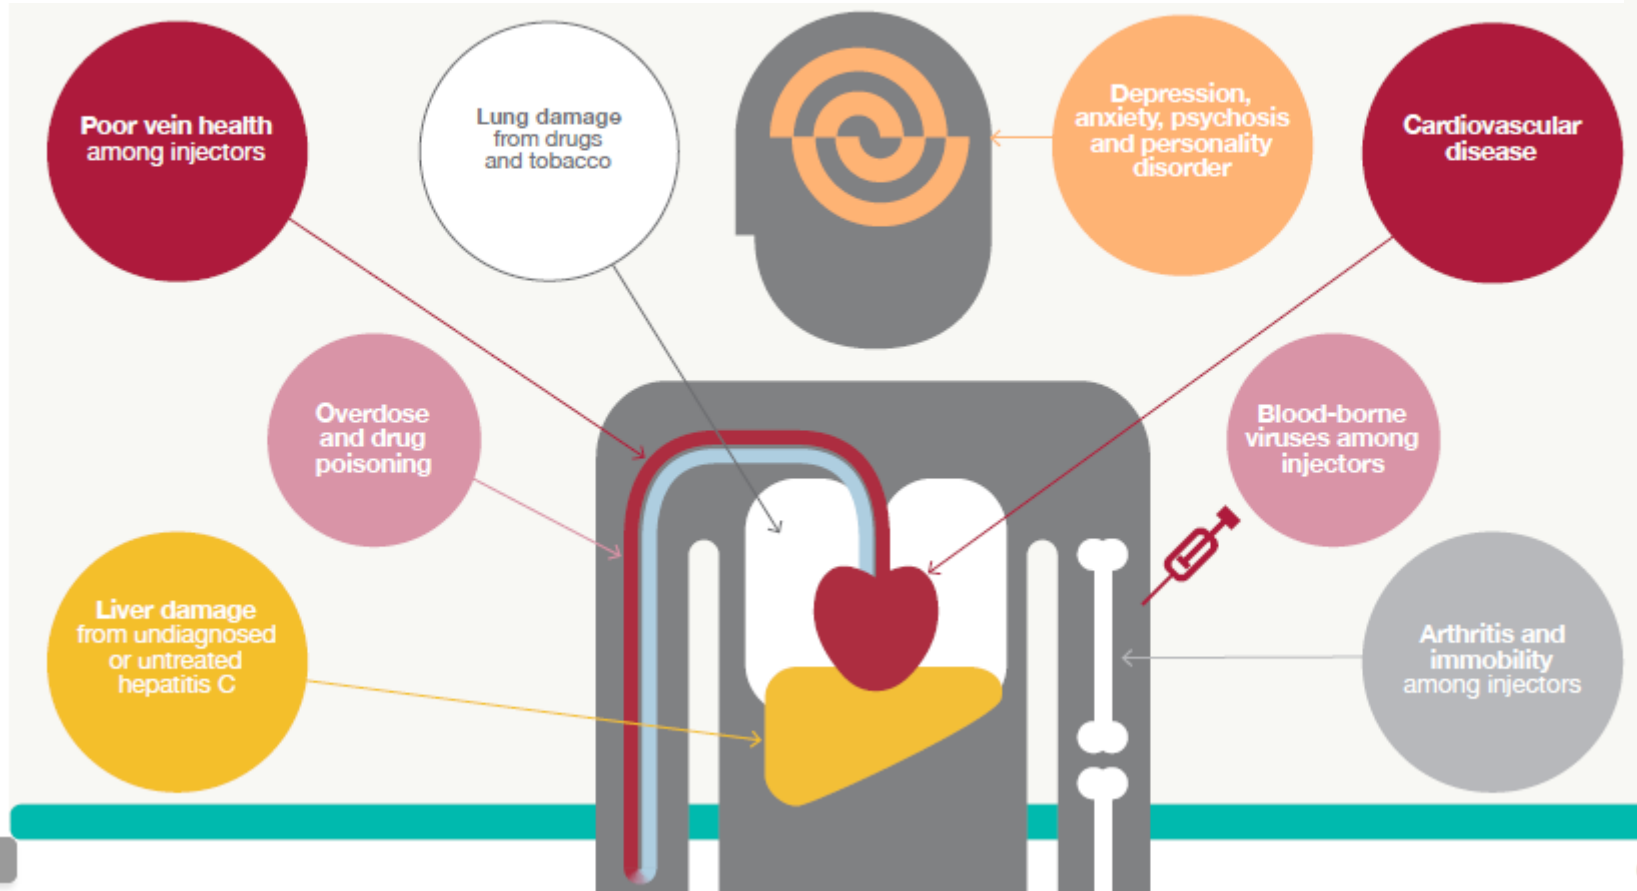 Poor vein health
among injectors
Lung damage
from drugs
and tobacco
Depression,
anxiety, psychosis
and personality
disorder
Cardiovascular
disease
Overdose
and drug
poisoning
Blood-borne
viruses among
injectors
Liver damage
from undiagnosed
or untreated
hepatitis C
Arthritis and
immobility
among injectors